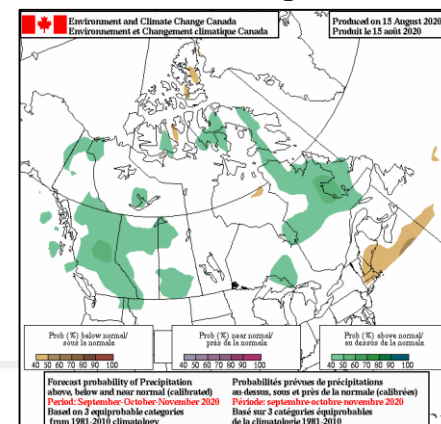 Environment and Climate Change Canada
Environnement et Changement climatique Canada
Produced on 15 August 2020
Produit le 15 août 2020
Prob (%) below normal/
sous la normale
40 50 60 70 80 90 100
Prob (%) near normal/
près de la normale
40 50 60 70 80 90 100
Prob (%) above normal/
au dessus de la normale
40 50 60 70 80 90 100
Forecast probability of Precipitation
above, below and near normal (calibrated)
Period: September-October-November 2020
Based on 3 equiprobable categories
from 1981-2010 climatology
Probabilités prévues de précipitations
au-dessus, sous et près de la normale (calibrées)
Période: septembre-octobre-novembre 2020
Basé sur 3 catégories équiprobables
de la climatologie 1981-2010